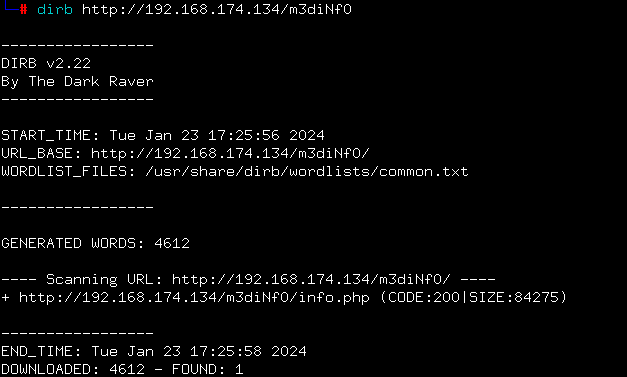 # dirb http://192.168.174.134/m3diNf0
-----------------
DIRB v2.22
By The Dark Raver
-----------------
START_TIME: Tue Jan 23 17:25:56 2024
URL_BASE: http://192.168.174.134/m3diNf0/
WORDLIST_FILES: /usr/share/dirb/wordlists/common.txt
-----------------
GENERATED WORDS: 4612
---- Scanning URL: http://192.168.174.134/m3diNf0/ ----
+ http://192.168.174.134/m3diNf0/info.php (CODE:200|SIZE:84275)
-----------------
END_TIME: Tue Jan 23 17:25:58 2024
DOWNLOADED: 4612 - FOUND: 1